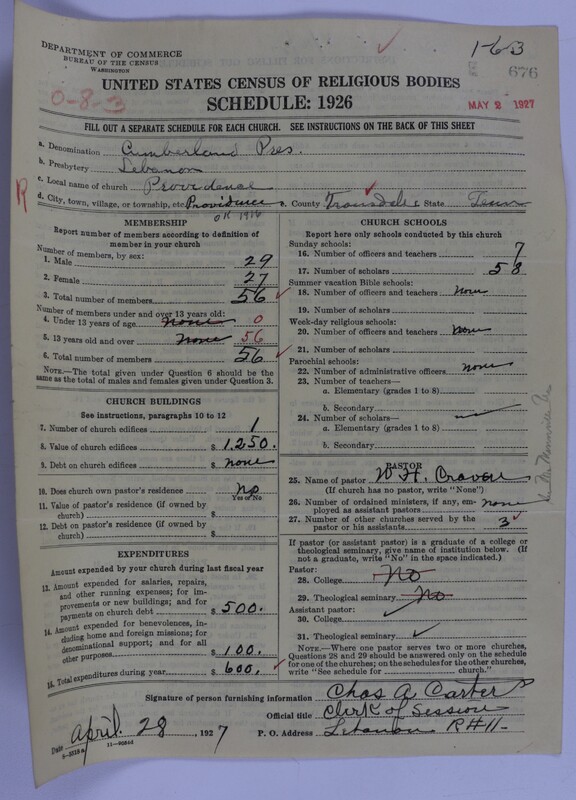 DEPARTMENT OF COMMERCE
BUREAU OF THE CENSUS
WASHINGTON
1-63
676
UNITED STATES CENSUS OF RELIGIOUS BODIES
SCHEDULE: 1926
0-8-3
MAY 2 1927
FILL OUT A SEPARATE SCHEDULE FOR EACH CHURCH. SEE INSTRUCTIONS ON THE BACK OF THIS SHEET
a. Denomination Cumberland Pres.
b. Presbytery Lebanon
c. Local name of church Providence
R
d. City, town, village, or township, etc. Providence e. County Trousdale f. State Tenn
OK 1916
MEMBERSHIP
Report number of members according to definition of member in your church
Number of members, by sex:
1. Male 29
2. Female 27
3. Total number of members 56
Number of members under and over 13 years old:
4. Under 13 years of age none 0
5. 13 years old and over none 56
6. Total number of members 56
NOTE.—The total given under Question 6 should be the same as the total of males and females given under Question 3.
CHURCH BUILDINGS
See instructions, paragraphs 10 to 12
7. Number of church edifices 1
8. Value of church edifices $ 1,250.
9. Debt on church edifices $ none
10. Does church own pastor's residence No
Yes or No
11. Value of pastor's residence (if owned by church) $
12. Debt on pastor's residence (if owned by church) $
EXPENDITURES
Amount expended by your church during last fiscal year
13. Amount expended for salaries, repairs, and other running expenses; for improvements or new buildings; and for payments on church debt $ 500.
14. Amount expended for benevolences, including home and foreign missions; for denominational support; and for all other purposes $ 100.
15. Total expenditures during year $ 600.
CHURCH SCHOOLS
Report here only schools conducted by this church
Sunday schools:
16. Number of officers and teachers 7
17. Number of scholars 58
Summer vacation Bible schools:
18. Number of officers and teachers none
19. Number of scholars
Week-day religious schools:
20. Number of officers and teachers none
21. Number of scholars
Parochial schools:
22. Number of administrative officers none
23. Number of teachers—
a. Elementary (grades 1 to 8)
b. Secondary
24. Number of scholars—
a. Elementary (grades 1 to 8)
b. Secondary
PASTOR
25. Name of pastor W. H. Craven
(If church has no pastor, write "None")
26. Number of ordained ministers, if any, employed as assistant pastors none
27. Number of other churches served by the pastor or his assistants 3
If pastor (or assistant pastor) is a graduate of a college or theological seminary, give name of institution below. (If not a graduate, write "No" in the space indicated.)
Pastor:
28. College No
29. Theological seminary No
Assistant pastor:
30. College
31. Theological seminary
NOTE.—Where one pastor serves two or more churches, Questions 28 and 29 should be answered only on the schedule for one of the churches; on the schedules for the other churches, write "See schedule for church."
Signature of person furnishing information Chas A. Carter
Official title Clerk of Session
Date April 28, 1927
P. O. Address Lebanon R#11-
8-5518a 11-90846